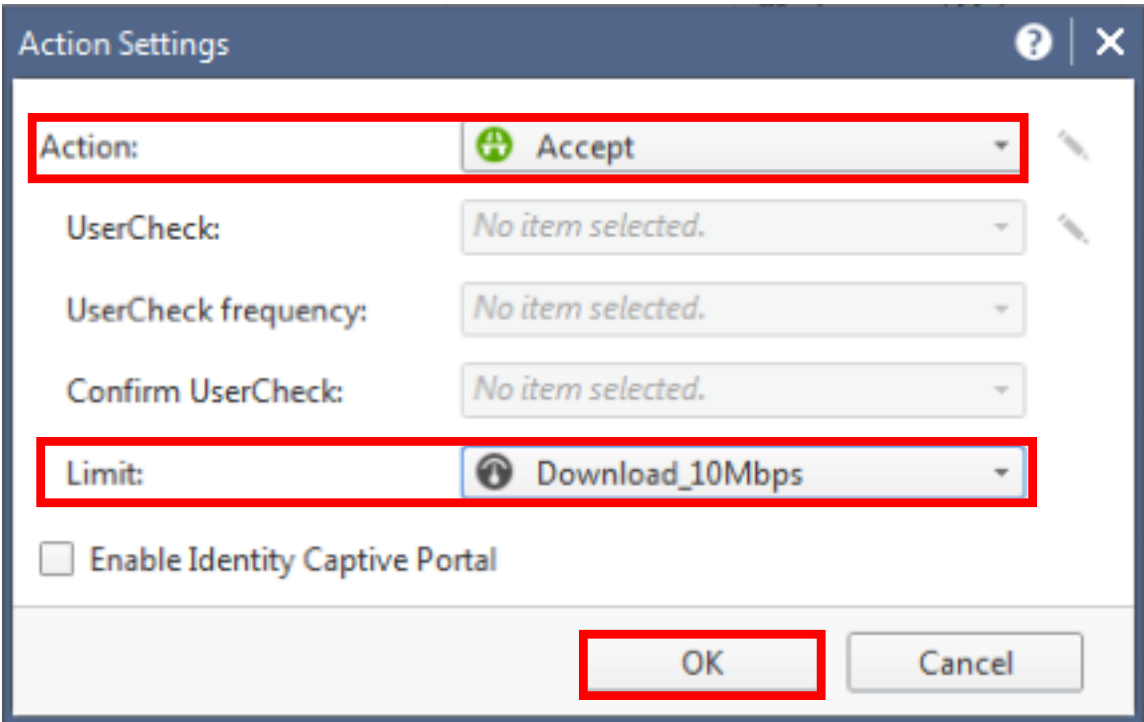 Action Settings
Action: Accept
UserCheck: No item selected.
UserCheck frequency: No item selected.
Confirm UserCheck: No item selected.
Limit: Download_10Mbps
Enable Identity Captive Portal
OK Cancel